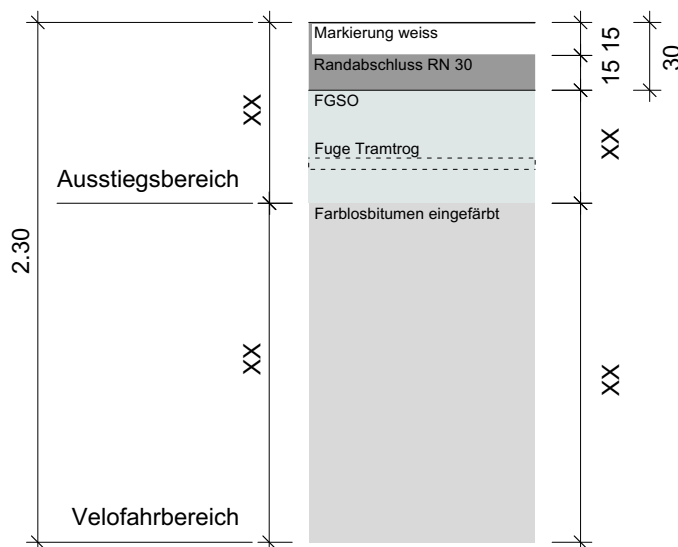 Markierung weiss
15
15
30
Randabschluss RN 30
FGSO
XX
XX
Fuge Tramtrog
Ausstiegsbereich
Farblosbitumen eingefärbt
2.30
XX
XX
Velofahrbereich